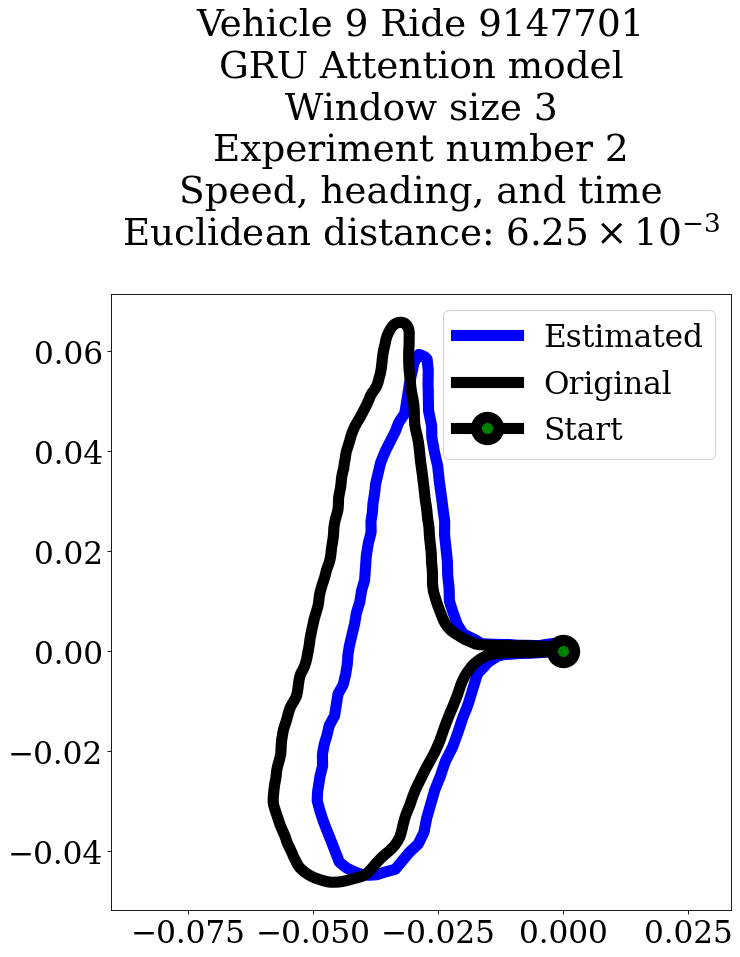 Vehicle 9 Ride 9147701
GRU Attention model
Window size 3
Experiment number 2
Speed, heading, and time
Euclidean distance: 6.25 × 10⁻³
Estimated
Original
Start
0.06
0.04
0.02
0.00
−0.02
−0.04
−0.075 −0.050 −0.025 0.000 0.025